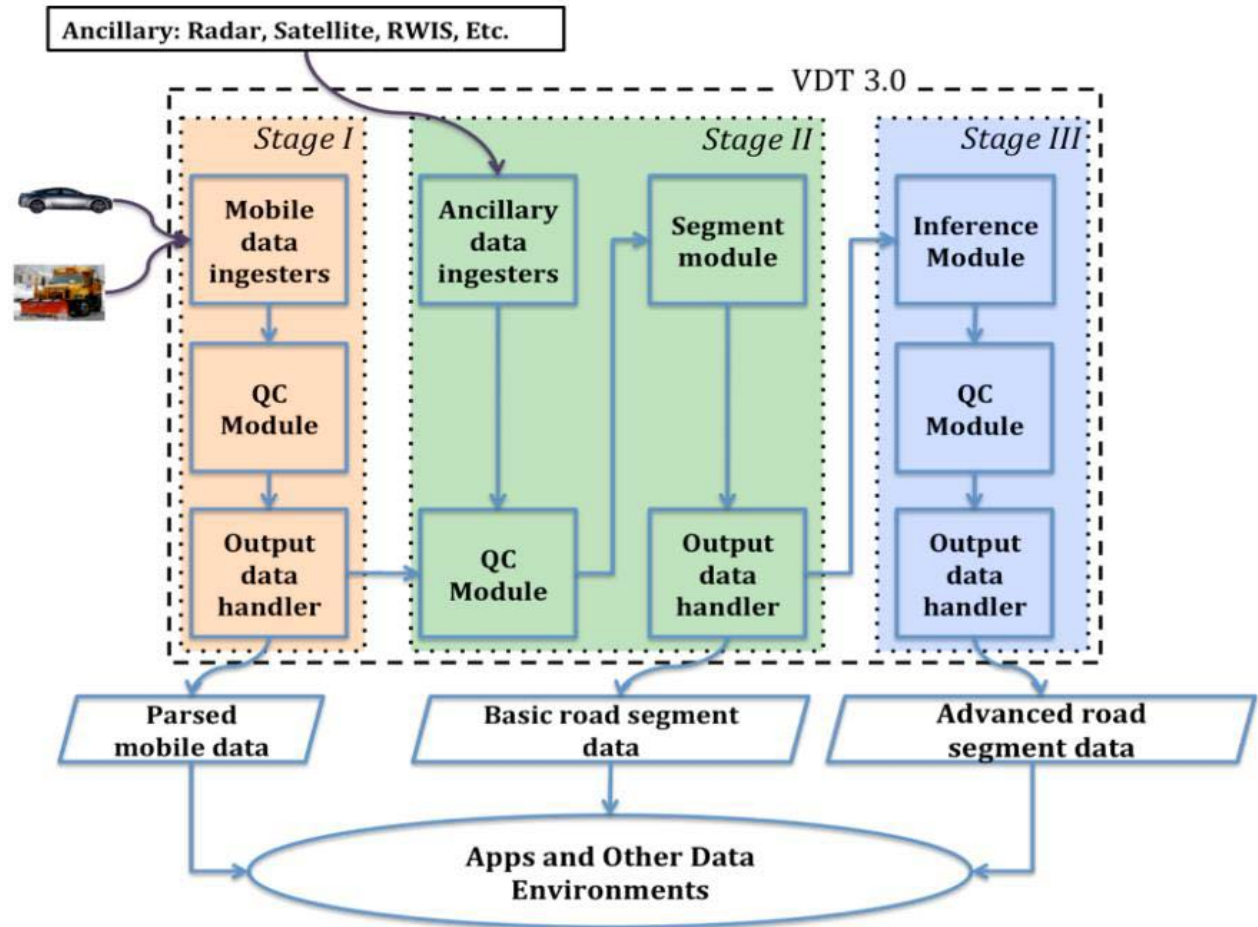 Ancillary: Radar, Satellite, RWIS, Etc.
VDT 3.0
Stage I
Mobile
data
ingesters
QC
Module
Output
data
handler
Stage II
Ancillary
data
ingesters
QC
Module
Segment
module
Output
data
handler
Stage III
Inference
Module
QC
Module
Output
data
handler
Parsed
mobile data
Basic road segment
data
Advanced road
segment data
Apps and Other Data
Environments